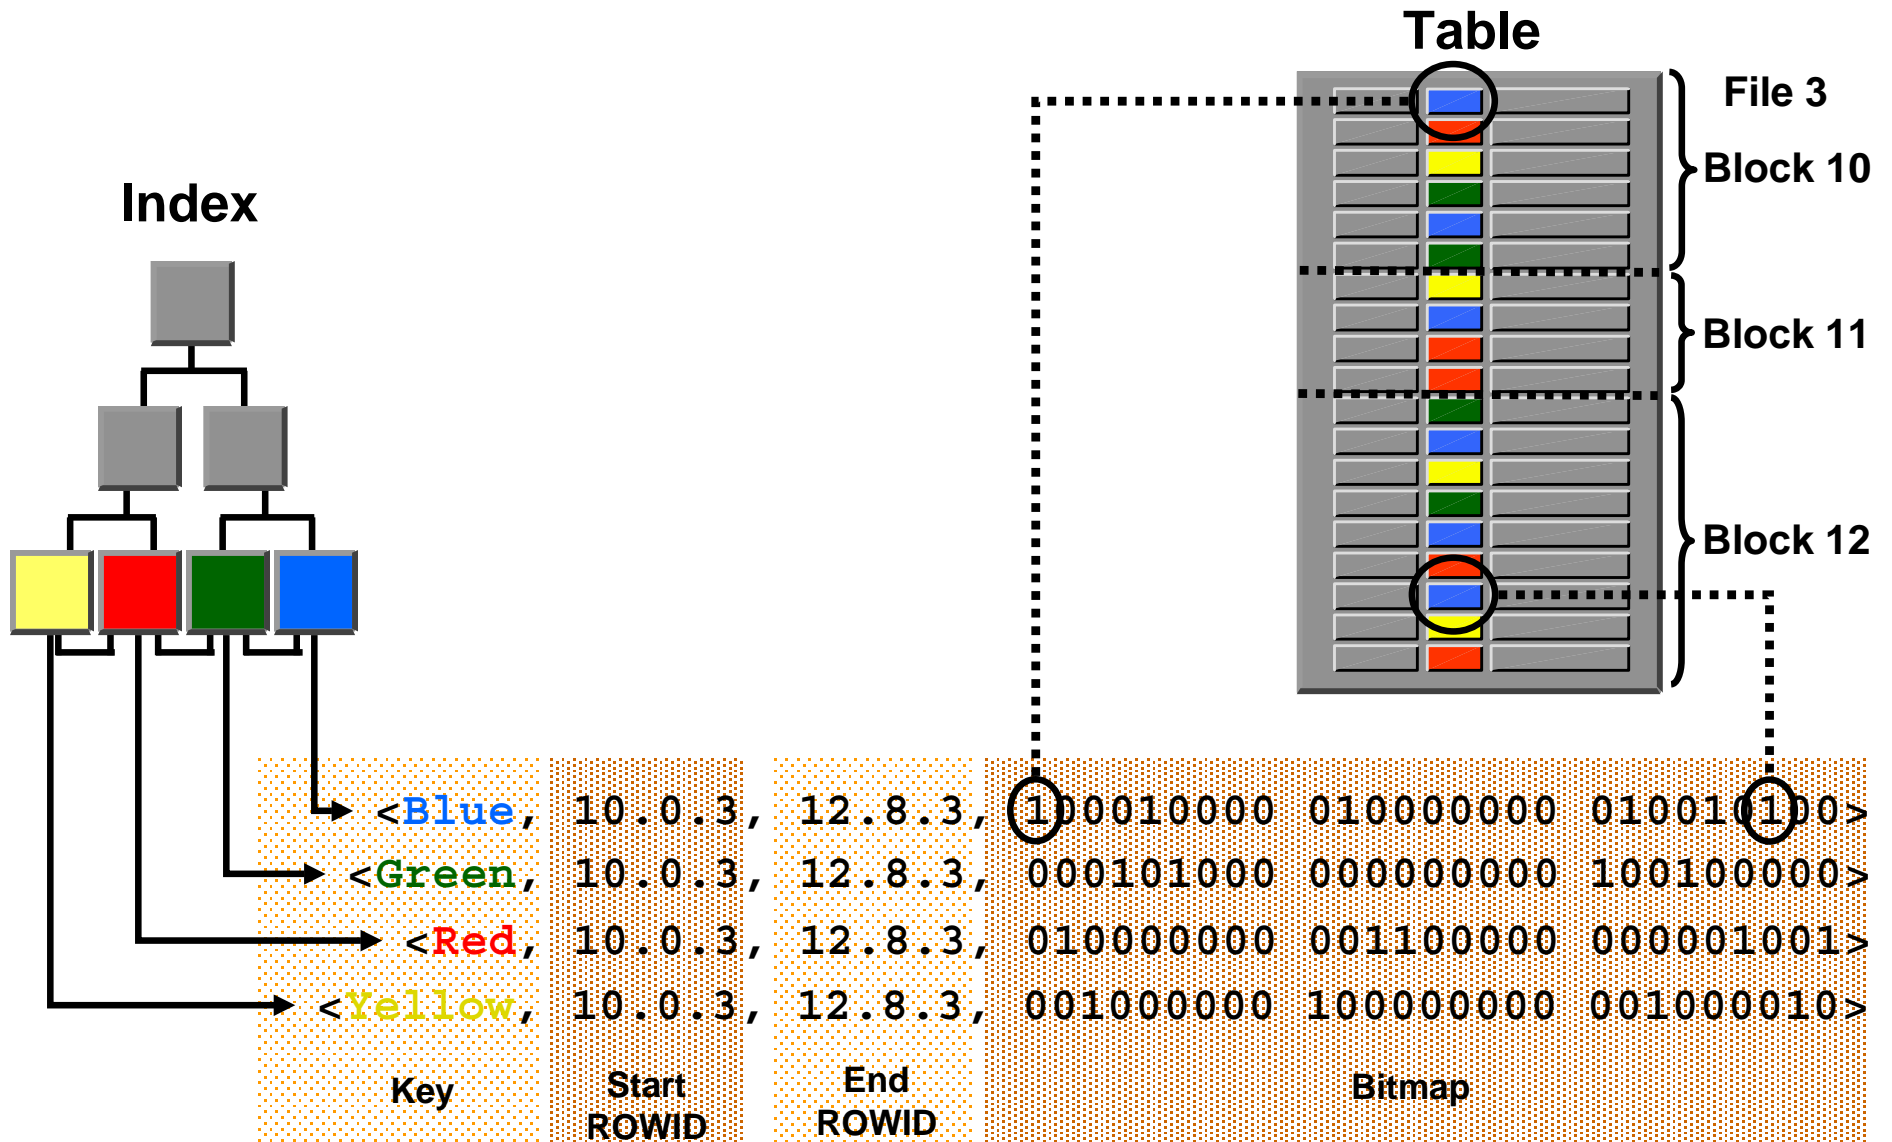 Table
File 3
Block 10
Index
Block 11
Block 12
<Blue, 10.0.3, 12.8.3, 100010000 010000000 010010100>
<Green, 10.0.3, 12.8.3, 000101000 000000000 100100000>
<Red, 10.0.3, 12.8.3, 010000000 001100000 000001001>
<Yellow, 10.0.3, 12.8.3, 001000000 100000000 001000010>
Key
Start
ROWID
End
ROWID
Bitmap